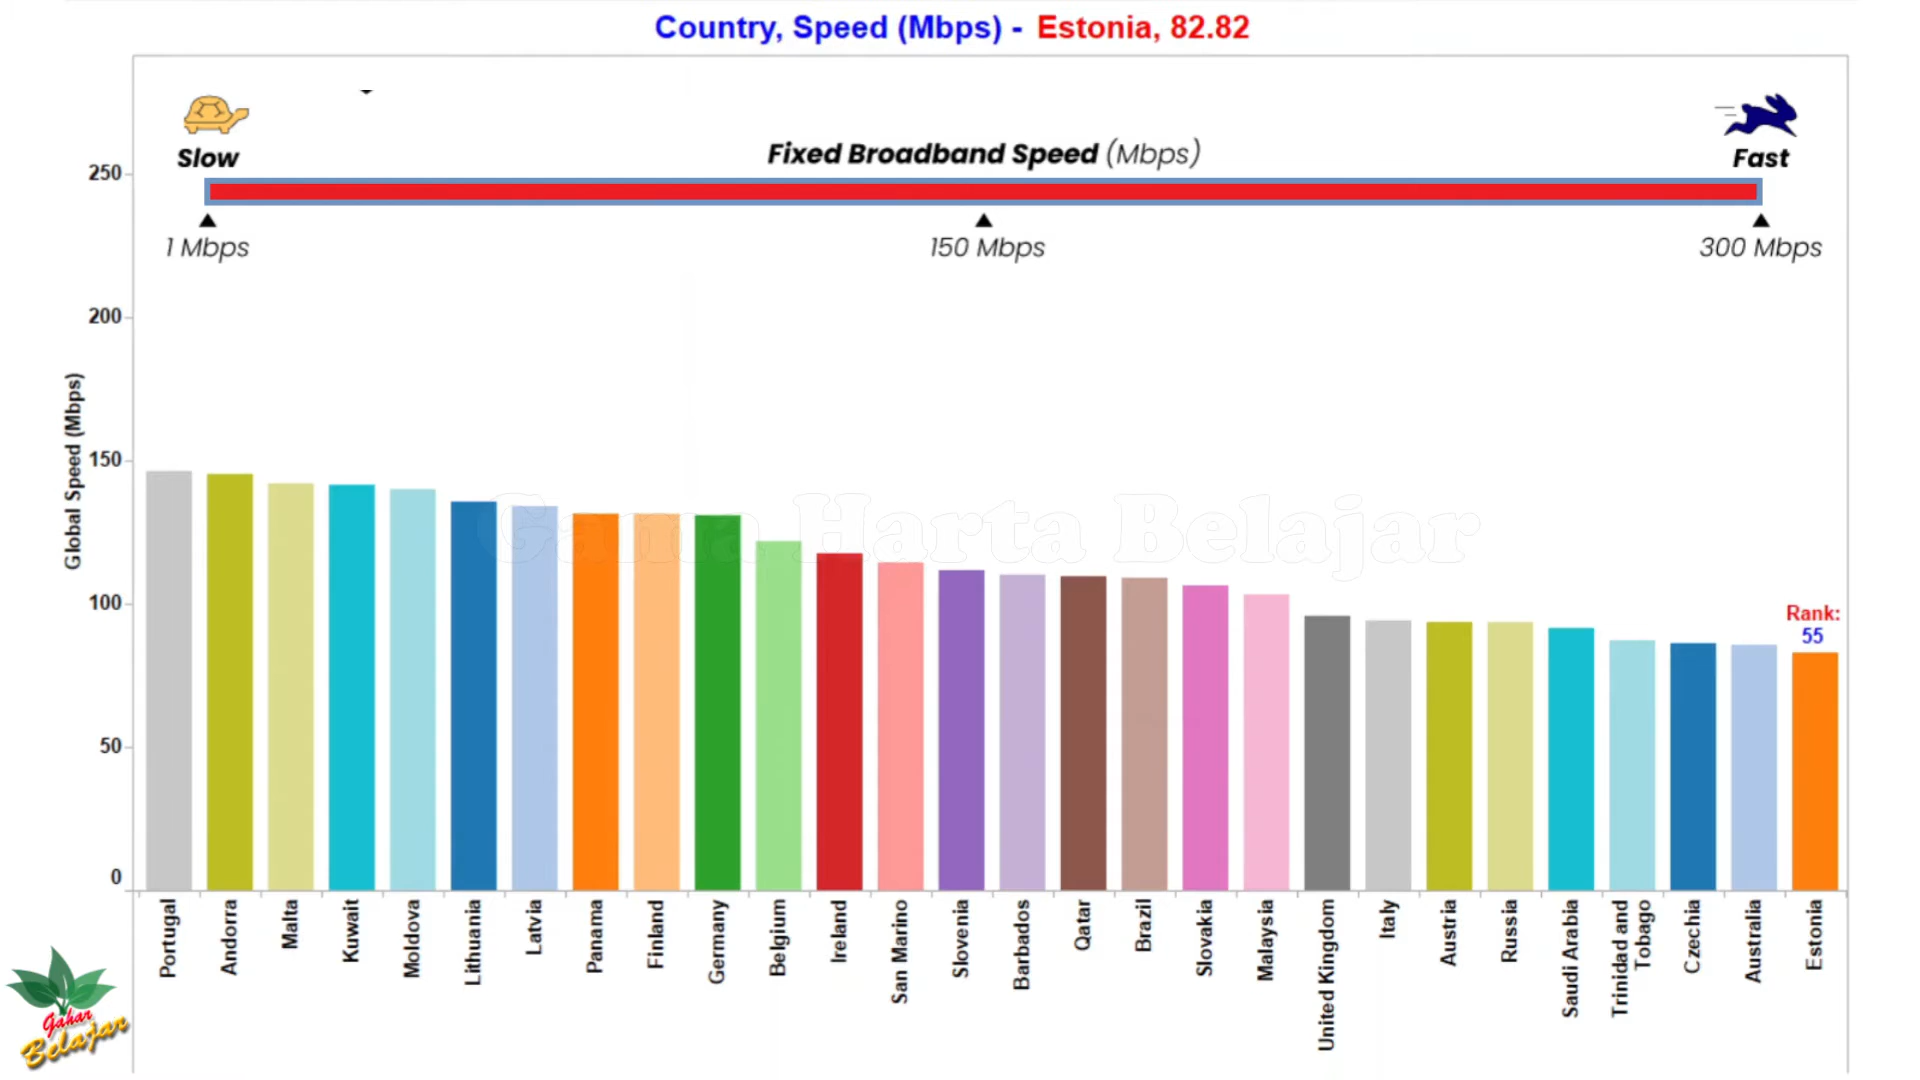 Country, Speed (Mbps) - Estonia, 82.82
Slow
Fixed Broadband Speed (Mbps)
Fast
1 Mbps
150 Mbps
300 Mbps
Global Speed (Mbps)
250
200
150
100
50
0
Gama Harta Belajar
Rank:
55
Portugal
Andorra
Malta
Kuwait
Moldova
Lithuania
Latvia
Panama
Finland
Germany
Belgium
Ireland
San Marino
Slovenia
Barbados
Qatar
Brazil
Slovakia
Malaysia
United Kingdom
Italy
Austria
Russia
Saudi Arabia
Trinidad and
Tobago
Czechia
Australia
Estonia
Gahar
Belajar